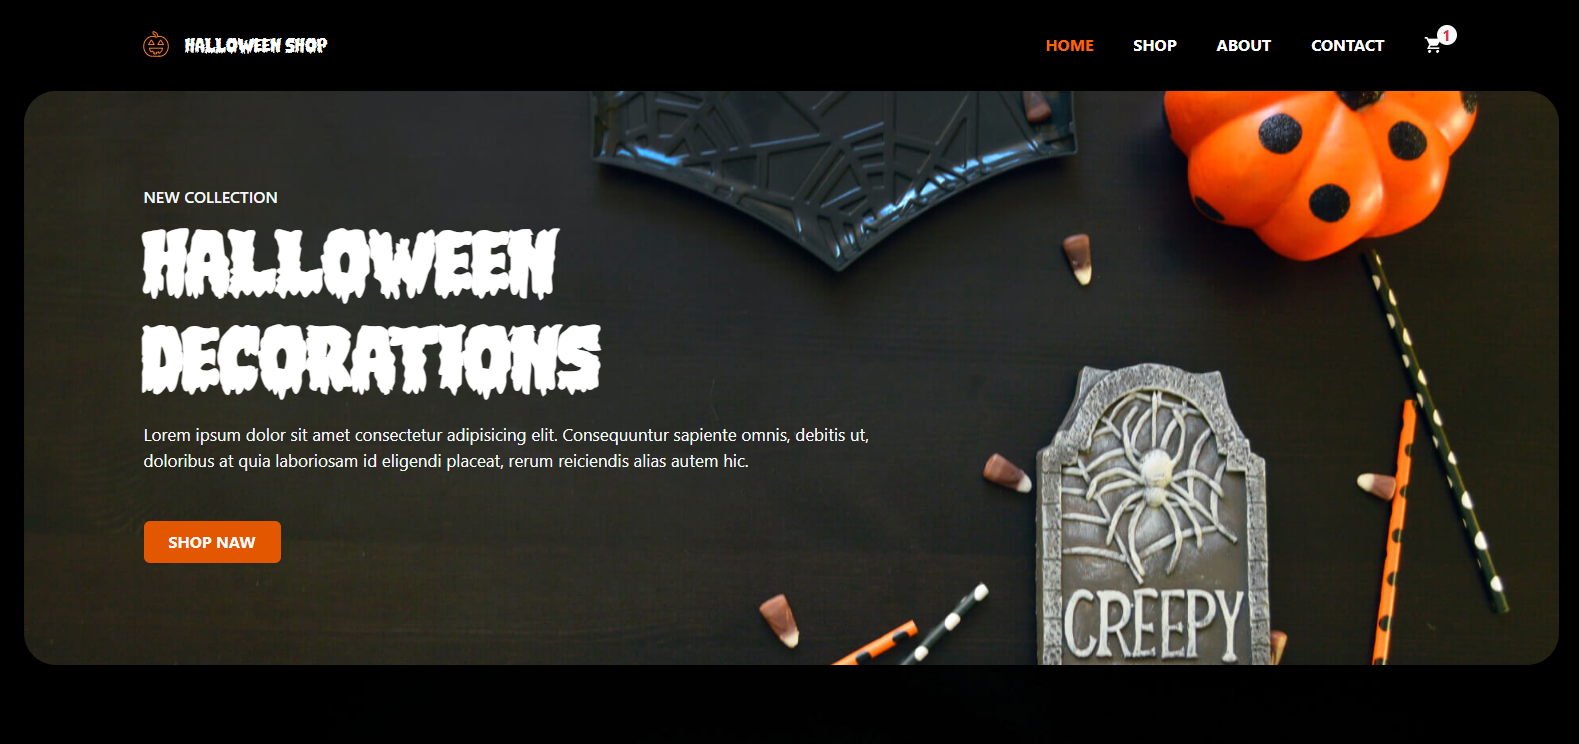 HALLOWEEN SHOP
HOME SHOP ABOUT CONTACT 1
NEW COLLECTION
HALLOWEEN
DECORATIONS
Lorem ipsum dolor sit amet consectetur adipisicing elit. Consequuntur sapiente omnis, debitis ut,
doloribus at quia laboriosam id eligendi placeat, rerum reiciendis alias autem hic.
SHOP NAW
CREEPY